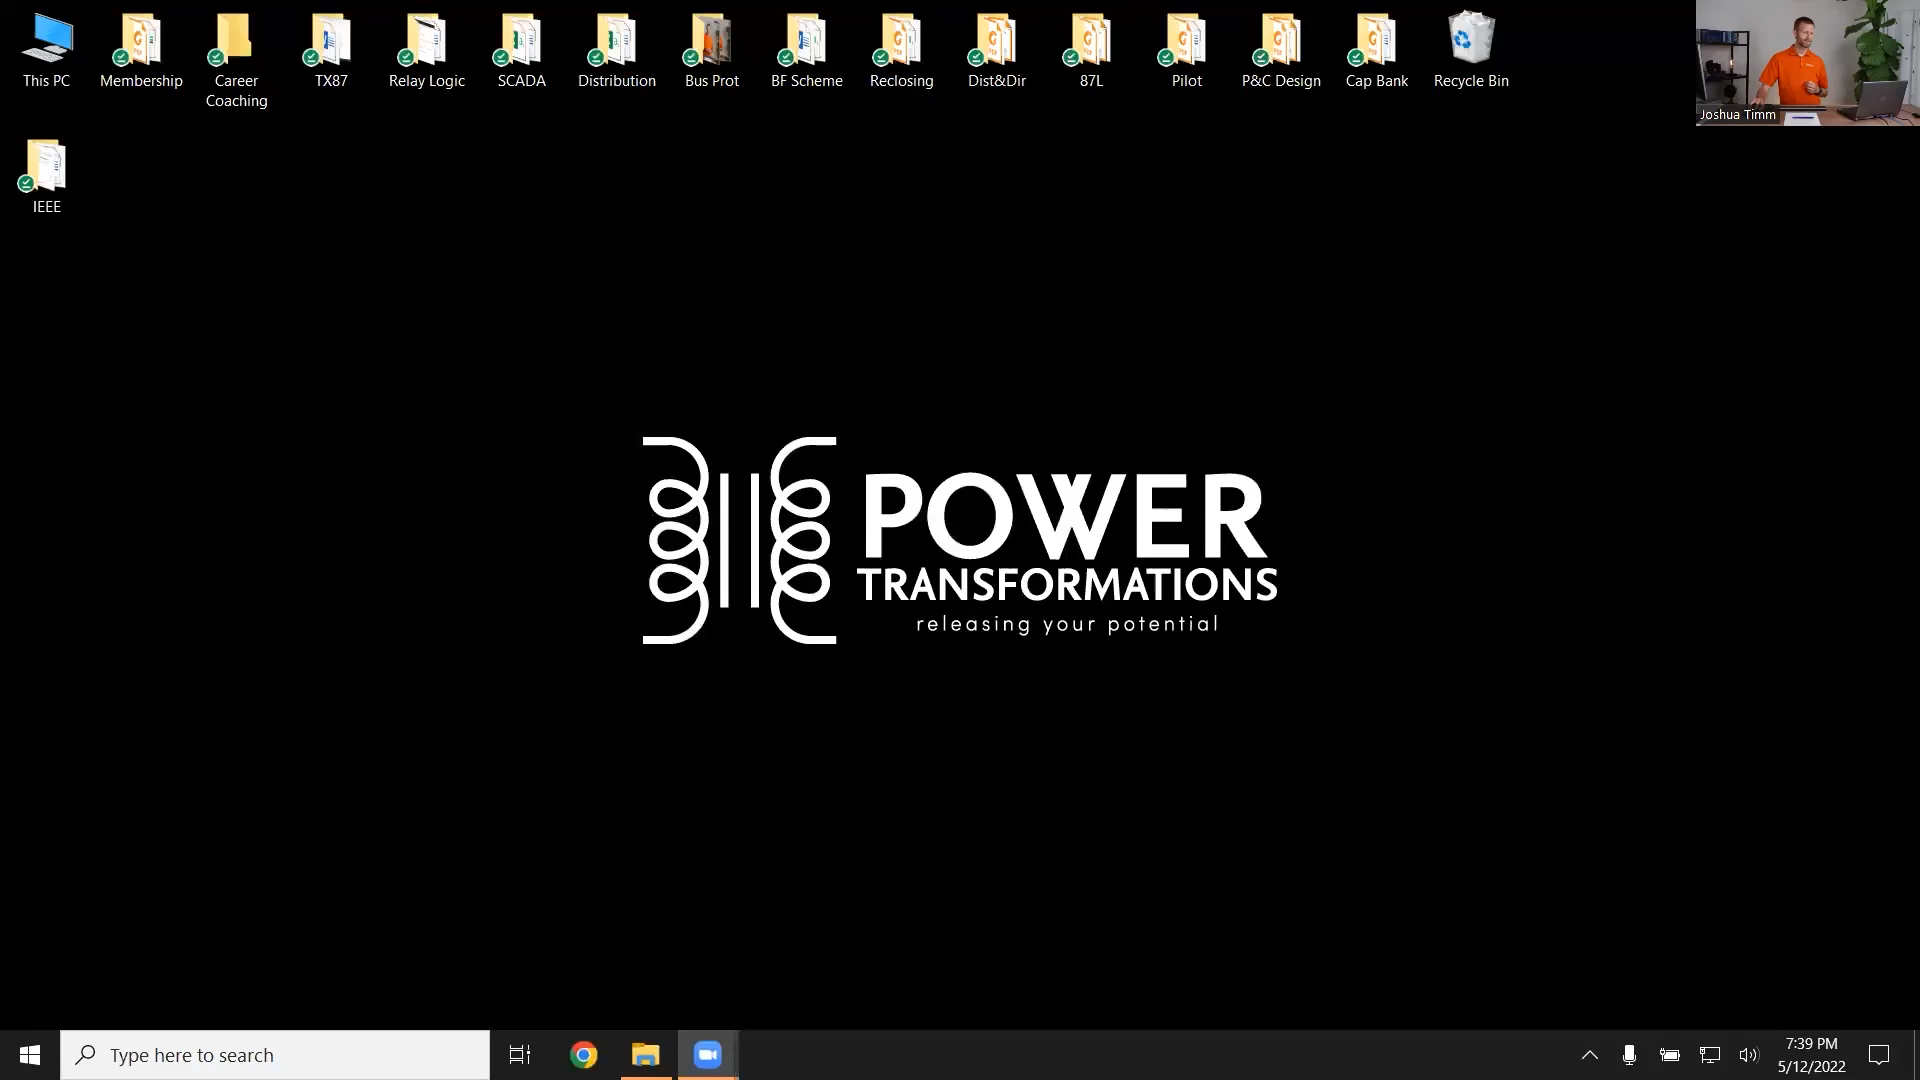 This PC
Membership
Career
Coaching
TX87
Relay Logic
SCADA
Distribution
Bus Prot
BF Scheme
Reclosing
Dist&Dir
87L
Pilot
P&C Design
Cap Bank
Recycle Bin
Joshua Timm
IEEE
POWER
TRANSFORMATIONS
releasing your potential
Type here to search
7:39 PM
5/12/2022